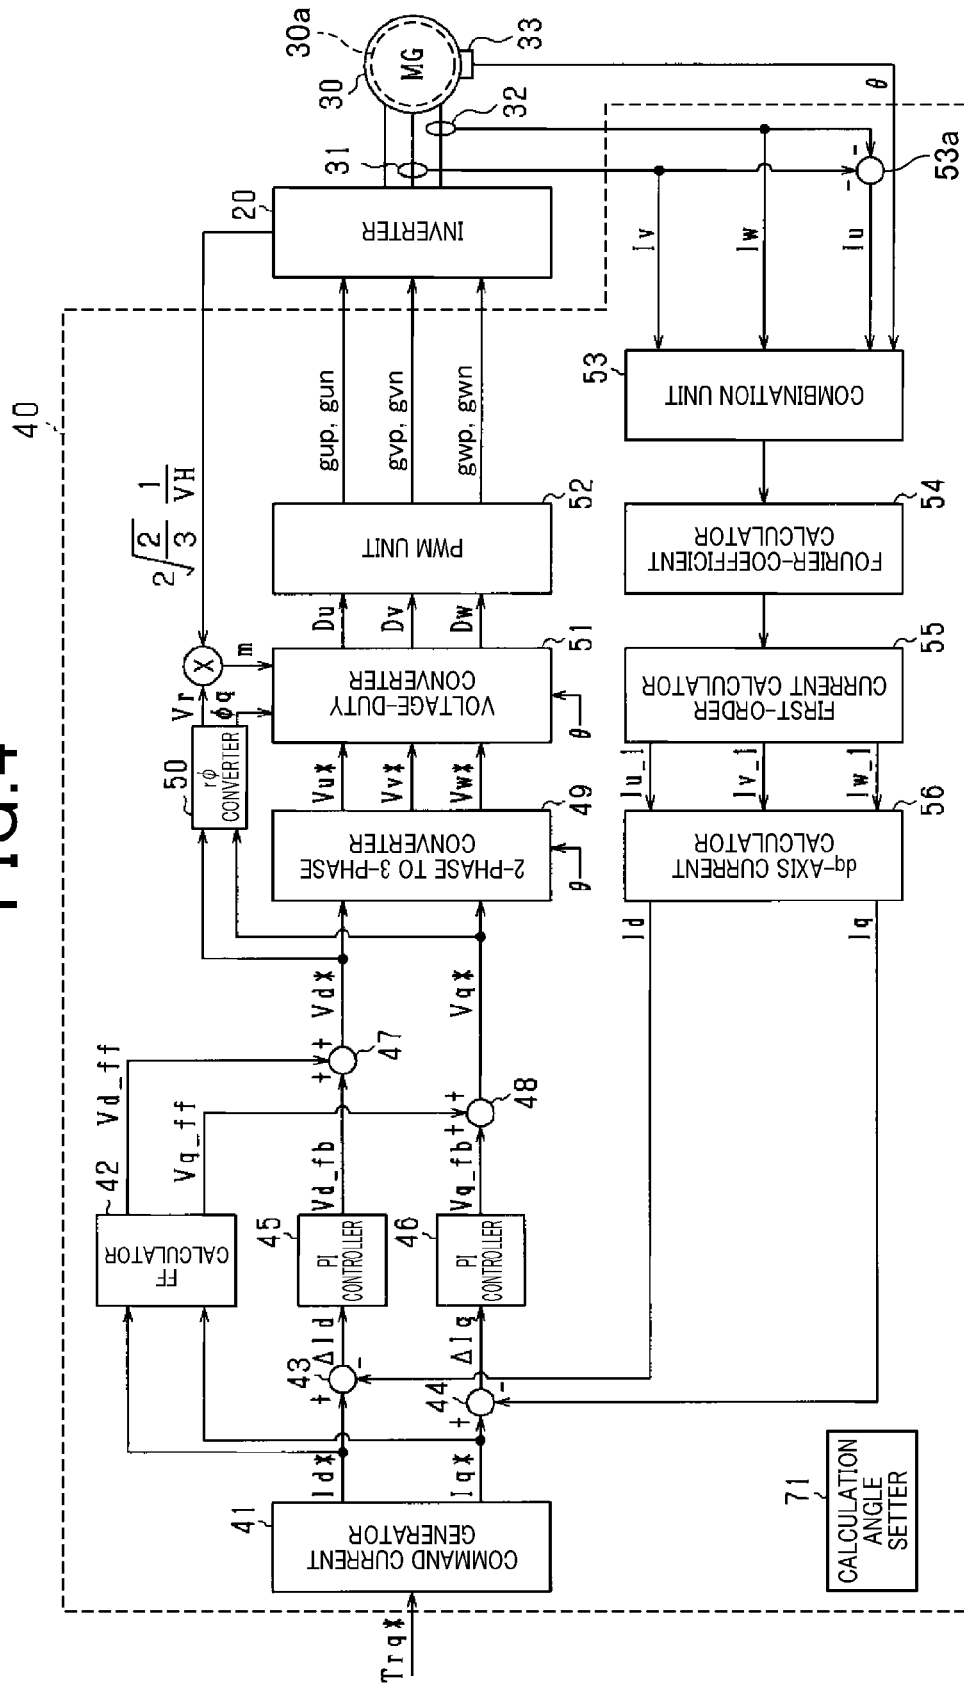 FIG.4
40
Trq*
41
COMMAND CURRENT
GENERATOR
Id*
Iq*
42
FF
CALCULATOR
Vd_ff
Vq_ff
43
+
-
ΔId
44
+
-
ΔIq
45
PI
CONTROLLER
Vd_fb
46
PI
CONTROLLER
Vq_fb
47
+
+
Vd*
48
+
+
Vq*
49
2-PHASE TO 3-PHASE
CONVERTER
θ
Vu*
Vv*
Vw*
50
rϕ
CONVERTER
Vr
ϕq
X
m
2√2/3 1/VH
51
VOLTAGE-DUTY
CONVERTER
θ
Du
Dv
Dw
52
PWM UNIT
gup, gun
gvp, gvn
gwp, gwn
20
INVERTER
31
32
30
30a
MG
33
θ
53a
-
-
Iv
Iw
Iu
53
COMBINATION UNIT
54
FOURIER-COEFFICIENT
CALCULATOR
55
FIRST-ORDER
CURRENT CALCULATOR
Iu_1
Iv_1
Iw_1
56
dq-AXIS CURRENT
CALCULATOR
Id
Iq
71
CALCULATION
ANGLE
SETTER